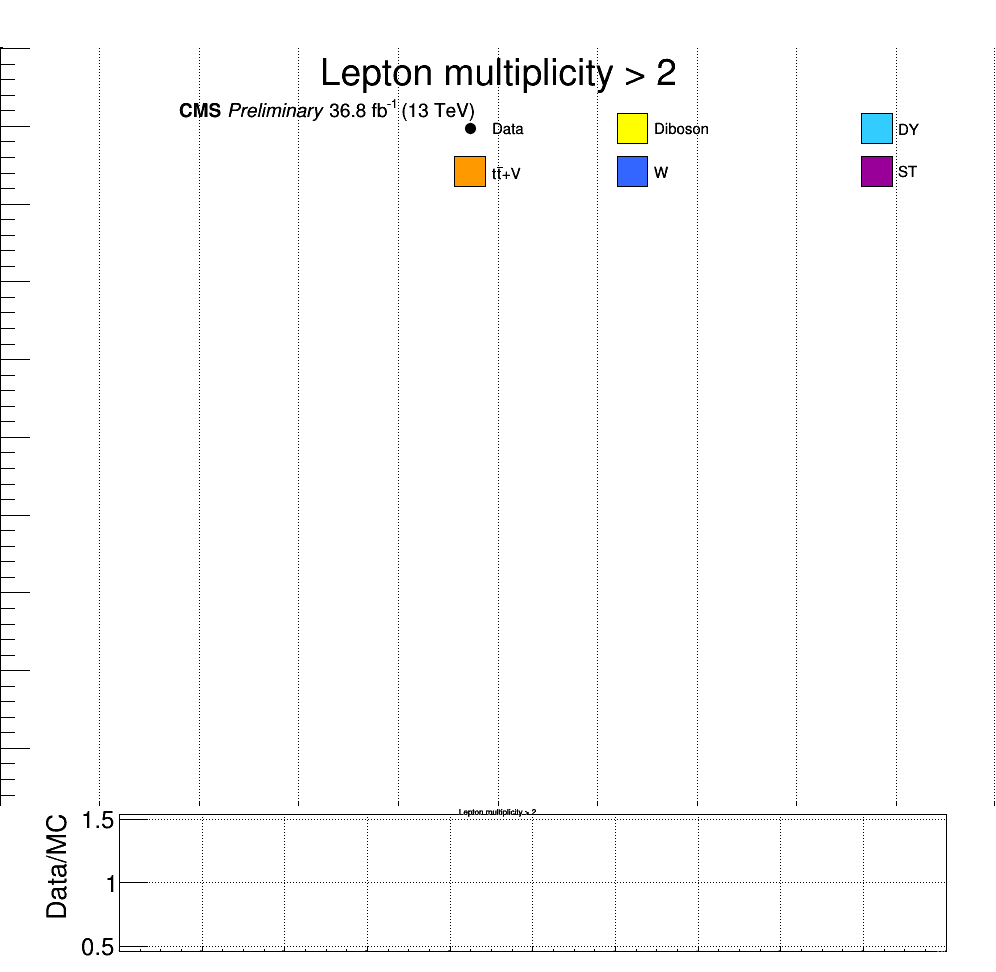 Lepton multiplicity > 2
CMS Preliminary 36.8 fb⁻¹ (13 TeV)
Data
Diboson
DY
tt̄+V
W
ST
Lepton multiplicity > 2
1.5
Data/MC
1
0.5